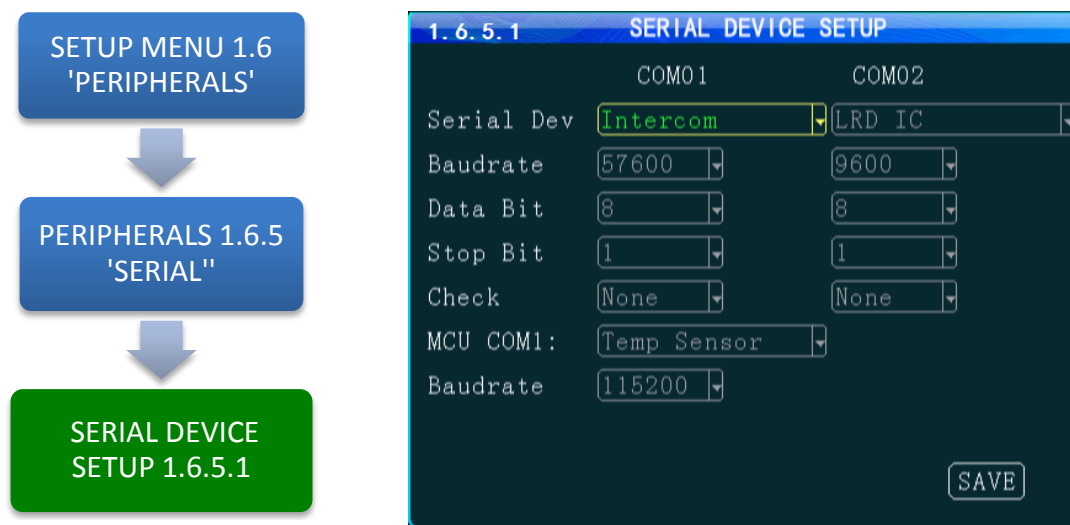 SETUP MENU 1.6
'PERIPHERALS'
PERIPHERALS 1.6.5
'SERIAL''
SERIAL DEVICE
SETUP 1.6.5.1
1.6.5.1 SERIAL DEVICE SETUP
COM01 COM02
Serial Dev Intercom LRD IC
Baudrate 57600 9600
Data Bit 8 8
Stop Bit 1 1
Check None None
MCU COM1: Temp Sensor
Baudrate 115200
SAVE